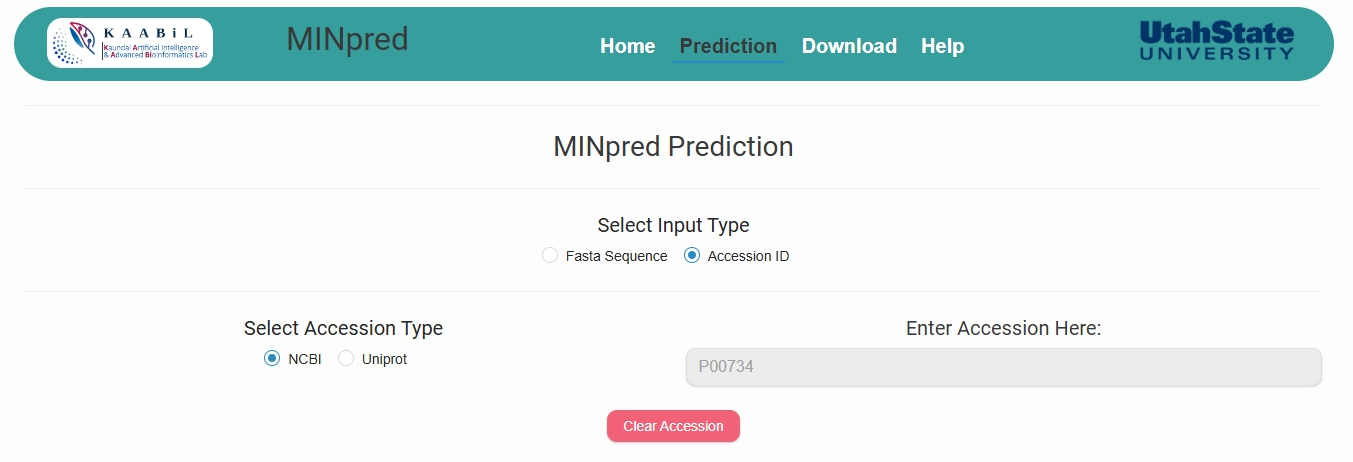 KAABiL
Kaundal Artificial Intelligence
& Advanced Bioinformatics Lab
MINpred
Home Prediction Download Help
UtahState
UNIVERSITY
MINpred Prediction
Select Input Type
Fasta Sequence Accession ID
Select Accession Type
NCBI Uniprot
Enter Accession Here:
P00734
Clear Accession